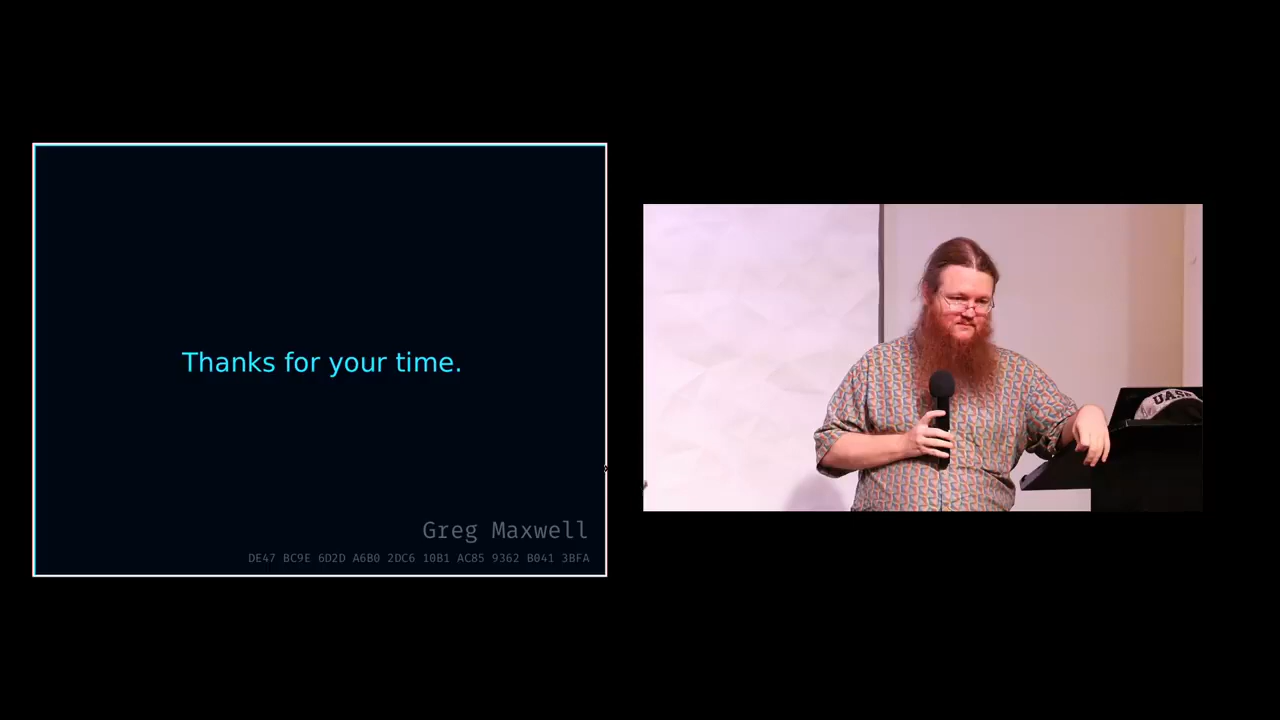 Thanks for your time.
Greg Maxwell
DE47 BC9E 6D2D A6B0 2DC6 10B1 AC85 9362 B041 3BFA